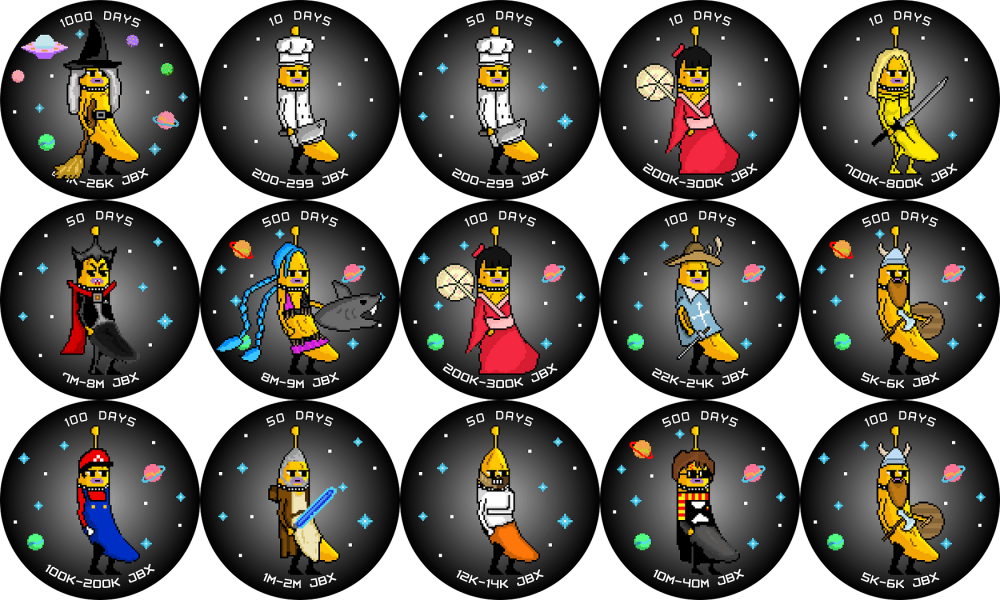 1000 DAYS
K-26K JBX
10 DAYS
200-299 JBX
50 DAYS
200-299 JBX
10 DAYS
200K-300K JBX
10 DAYS
700K-800K JBX
50 DAYS
7M-8M JBX
500 DAYS
8M-9M JBX
100 DAYS
200K-300K JBX
100 DAYS
22K-24K JBX
500 DAYS
5K-6K JBX
100 DAYS
100K-200K JBX
50 DAYS
1M-2M JBX
50 DAYS
12K-14K JBX
500 DAYS
10M-40M JBX
100 DAYS
5K-6K JBX